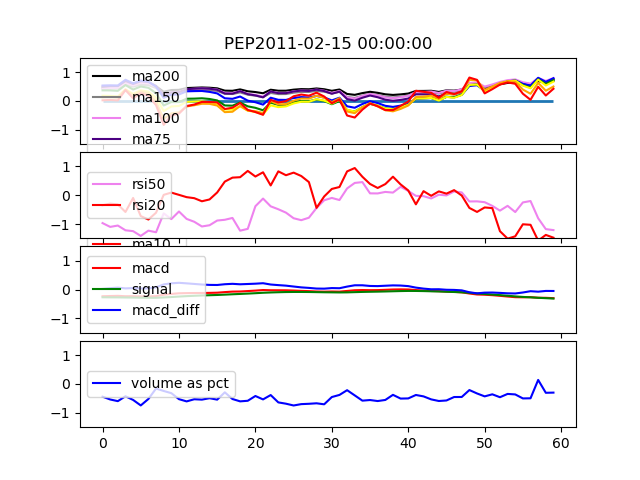 PEP2011-02-15 00:00:00
1
0
−1
ma200
ma150
ma100
ma75
1
0
−1
rsi50
rsi20
ma10
1
0
−1
macd
signal
macd_diff
1
0
−1
volume as pct
0 10 20 30 40 50 60